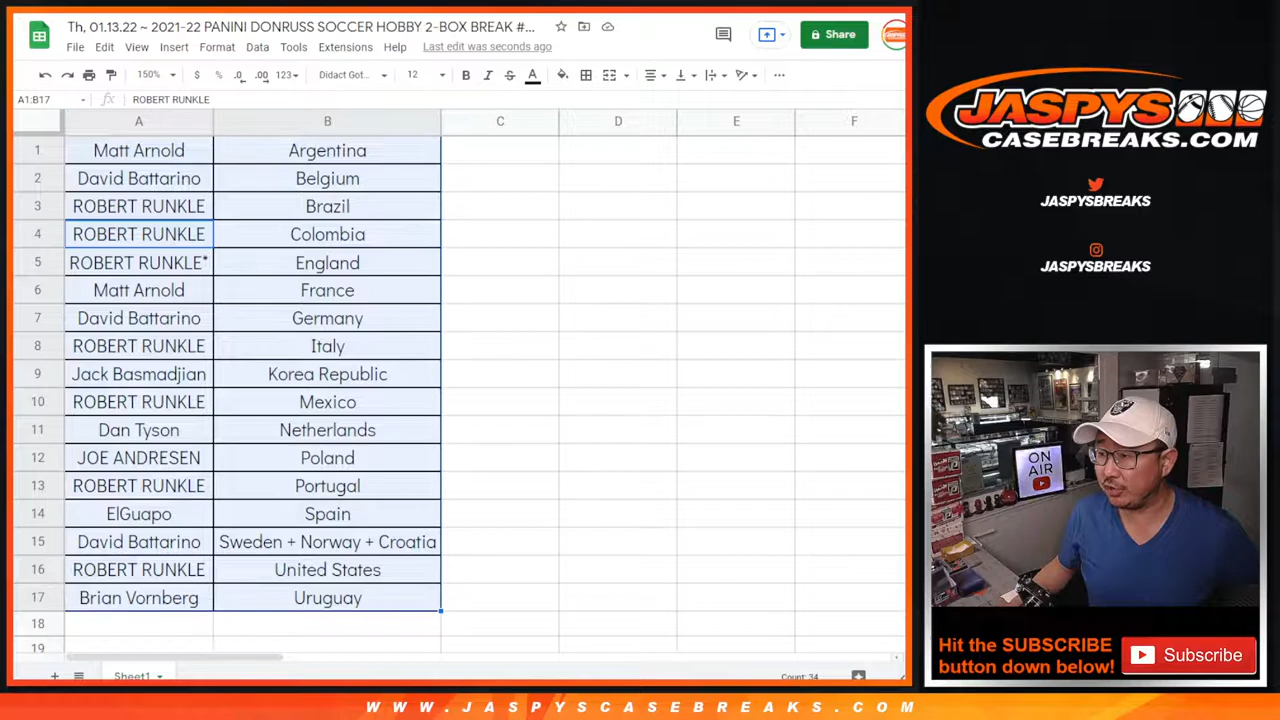 Th, 01.13.22 ~ 2021-22 PANINI DONRUSS SOCCER HOBBY 2-BOX BREAK #...
File Edit View Insert Format Data Tools Extensions Help Last edit was seconds ago
Share
150% $ % .0 .00 123 Didact Got... 12 B I S A
A1:B17 fx ROBERT RUNKLE
A B C D E F
1 Matt Arnold Argentina
2 David Battarino Belgium
3 ROBERT RUNKLE Brazil
4 ROBERT RUNKLE Colombia
5 ROBERT RUNKLE* England
6 Matt Arnold France
7 David Battarino Germany
8 ROBERT RUNKLE Italy
9 Jack Basmadjian Korea Republic
10 ROBERT RUNKLE Mexico
11 Dan Tyson Netherlands
12 JOE ANDRESEN Poland
13 ROBERT RUNKLE Portugal
14 ElGuapo Spain
15 David Battarino Sweden + Norway + Croatia
16 ROBERT RUNKLE United States
17 Brian Vornberg Uruguay
18
19
Sheet1
Count: 34
JASPYS
CASEBREAKS.COM
JASPYSBREAKS
JASPYSBREAKS
ON
AIR
Hit the SUBSCRIBE
button down below!
Subscribe
WWW.JASPYSCASEBREAKS.COM